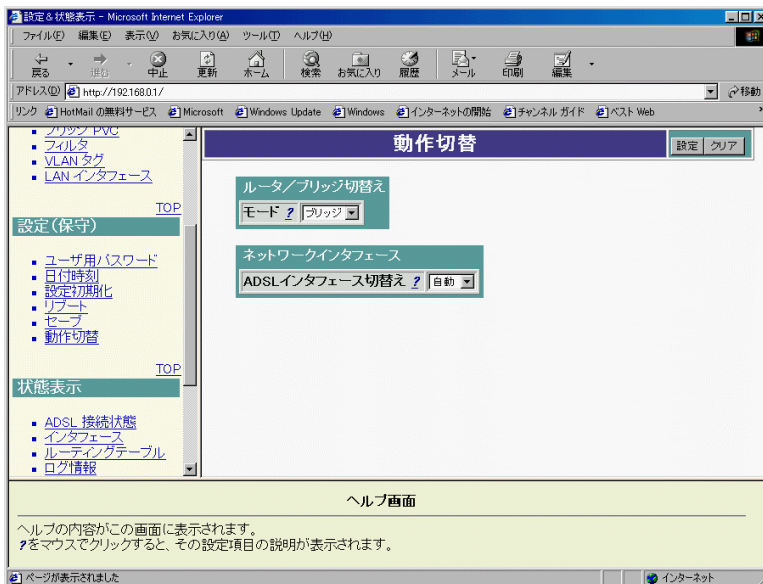 設定&状態表示 - Microsoft Internet Explorer
ファイル(F) 編集(E) 表示(V) お気に入り(A) ツール(T) ヘルプ(H)
戻る 進む 中止 更新 ホーム 検索 お気に入り 履歴 メール 印刷 編集
アドレス(D) http://192.168.0.1/ 移動
リンク HotMail の無料サービス Microsoft Windows Update Windows インターネットの開始 チャンネル ガイド ベスト Web
ブリッジ PVC
フィルタ
VLAN タグ
LAN インタフェース
TOP
設定(保守)
ユーザ用パスワード
日付時刻
設定初期化
リブート
セーブ
動作切替
TOP
状態表示
ADSL 接続状態
インタフェース
ルーティングテーブル
ログ情報
動作切替
設定 クリア
ルータ/ブリッジ切替え
モード ? ブリッジ
ネットワークインタフェース
ADSLインタフェース切替え ? 自動
ヘルプ画面
ヘルプの内容がこの画面に表示されます。
?をマウスでクリックすると、その設定項目の説明が表示されます。
ページが表示されました インターネット